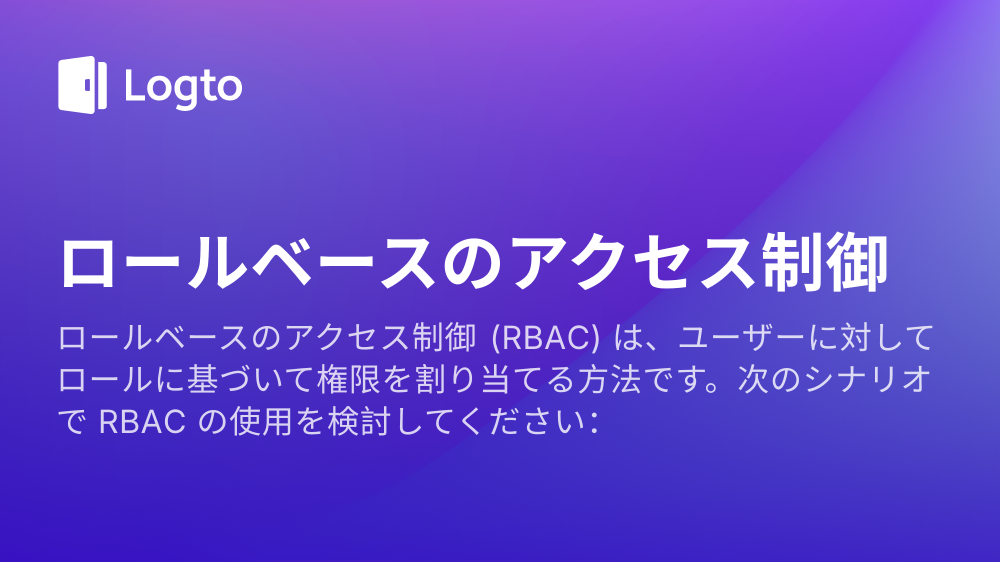 Logto
ロールベースのアクセス制御
ロールベースのアクセス制御 (RBAC) は、ユーザーに対して
ロールに基づいて権限を割り当てる方法です。次のシナリオ
で RBAC の使用を検討してください：